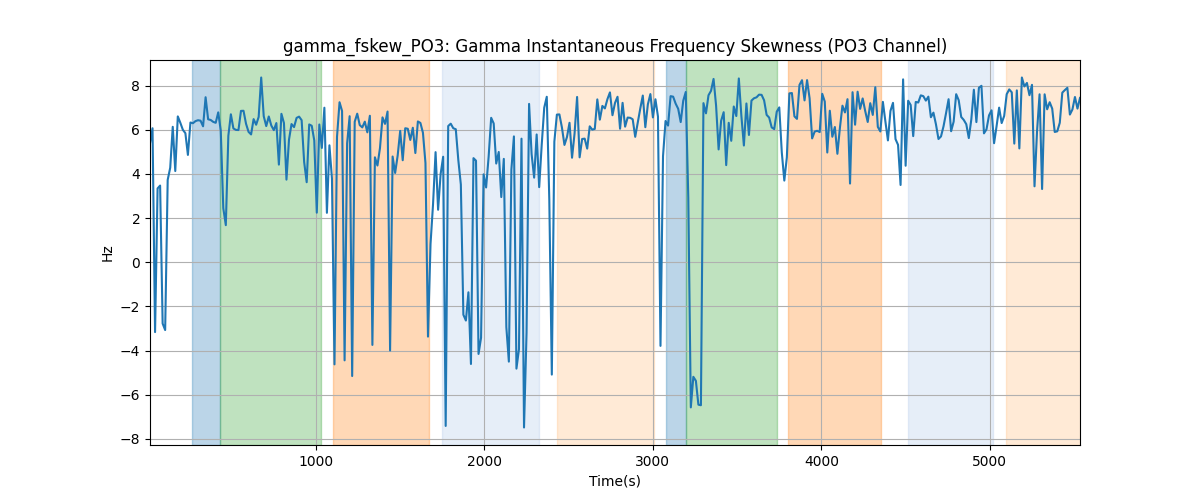 gamma_fskew_PO3: Gamma Instantaneous Frequency Skewness (PO3 Channel)
8
6
4
2
0
−2
−4
−6
−8
Hz
1000 2000 3000 4000 5000
Time(s)